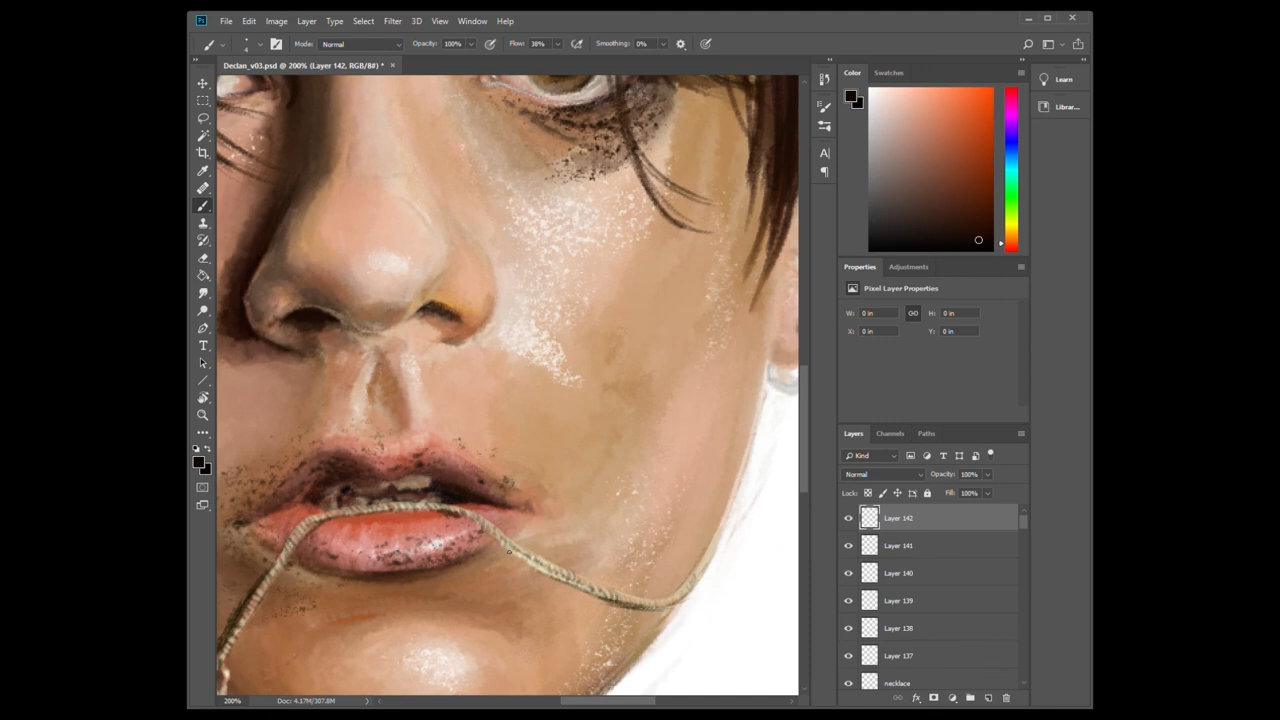 Ps File Edit Image Layer Type Select Filter 3D View Window Help
4 Mode: Normal Opacity: 100% Flow: 38% Smoothing: 0%
Declan_v03.psd @ 200% (Layer 142, RGB/8#) *
Color Swatches
Learn
Librar...
Properties Adjustments
Pixel Layer Properties
W: 0 in H: 0 in
X: 0 in Y: 0 in
Layers Channels Paths
Kind
Normal Opacity: 100%
Lock: Fill: 100%
Layer 142
Layer 141
Layer 140
Layer 139
Layer 138
Layer 137
necklace
200% Doc: 4.17M/307.8M